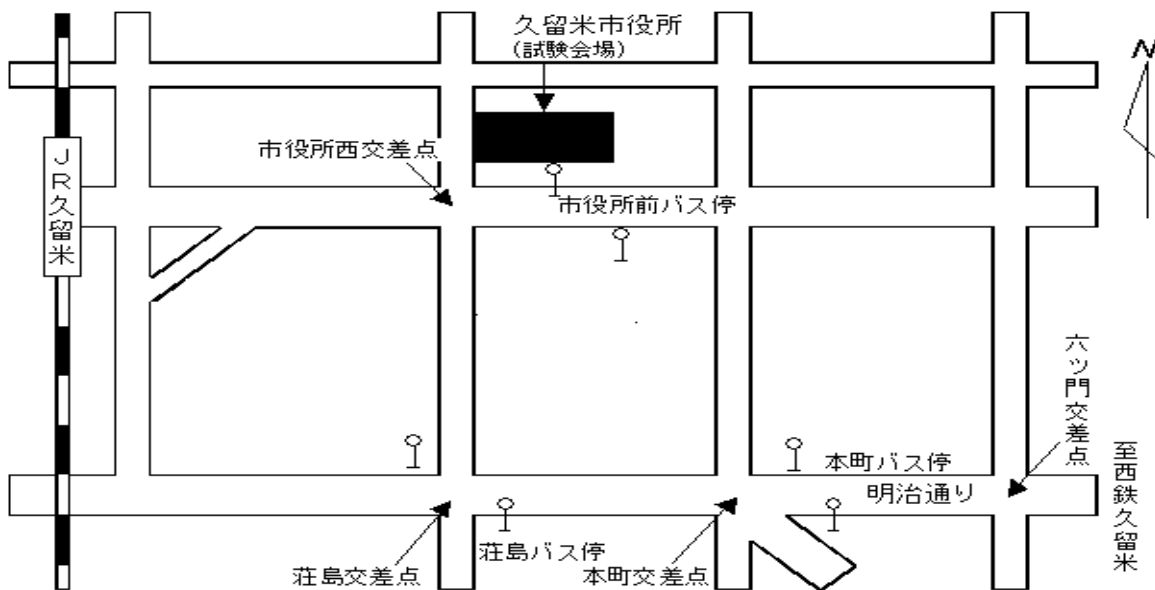 久留米市役所
(試験会場)
N
市役所西交差点
JR久留米
市役所前バス停
六ツ門交差点
本町バス停
至西鉄久留米
明治通り
荘島バス停
荘島交差点
本町交差点